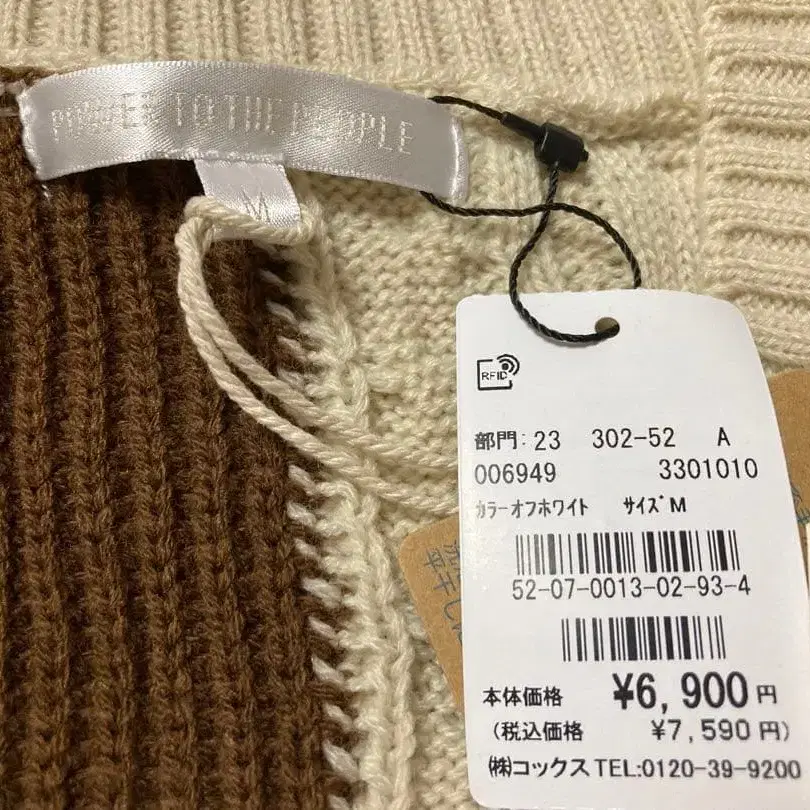 POWER TO THE PEOPLE
M
RFID
部門: 23 302-52 A
006949 3301010
カラーオフホワイト サイズM
52-07-0013-02-93-4
本体価格 ¥6,900円
(税込価格 ¥7,590円)
㈱コックス TEL:0120-39-9200